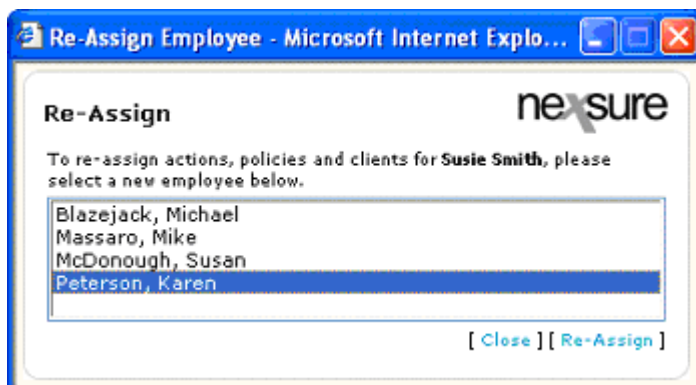 Re-Assign Employee - Microsoft Internet Explo...
Re-Assign
nexsure
To re-assign actions, policies and clients for Susie Smith, please
select a new employee below.
Blazejack, Michael
Massaro, Mike
McDonough, Susan
Peterson, Karen
[ Close ] [ Re-Assign ]